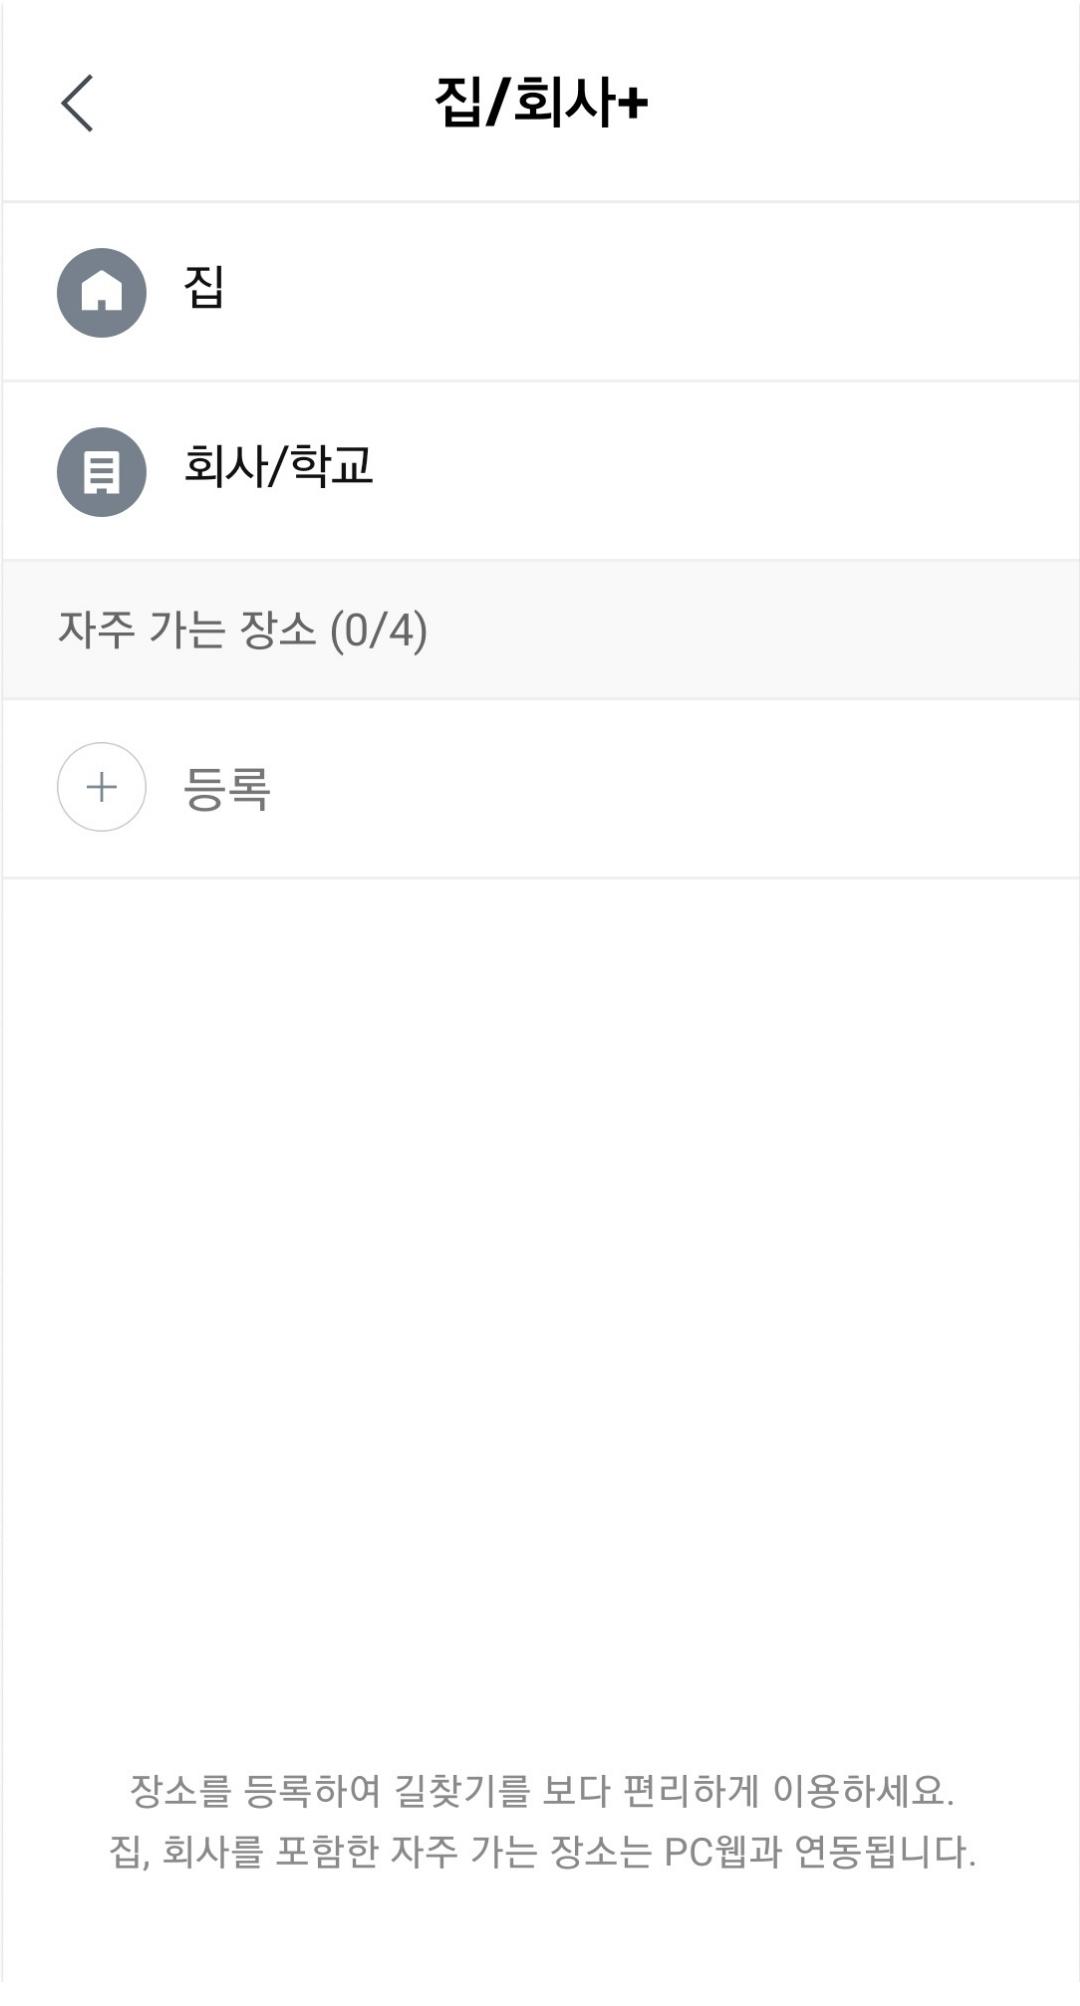 집/회사+
집
회사/학교
자주 가는 장소 (0/4)
등록
장소를 등록하여 길찾기를 보다 편리하게 이용하세요.
집, 회사를 포함한 자주 가는 장소는 PC웹과 연동됩니다.